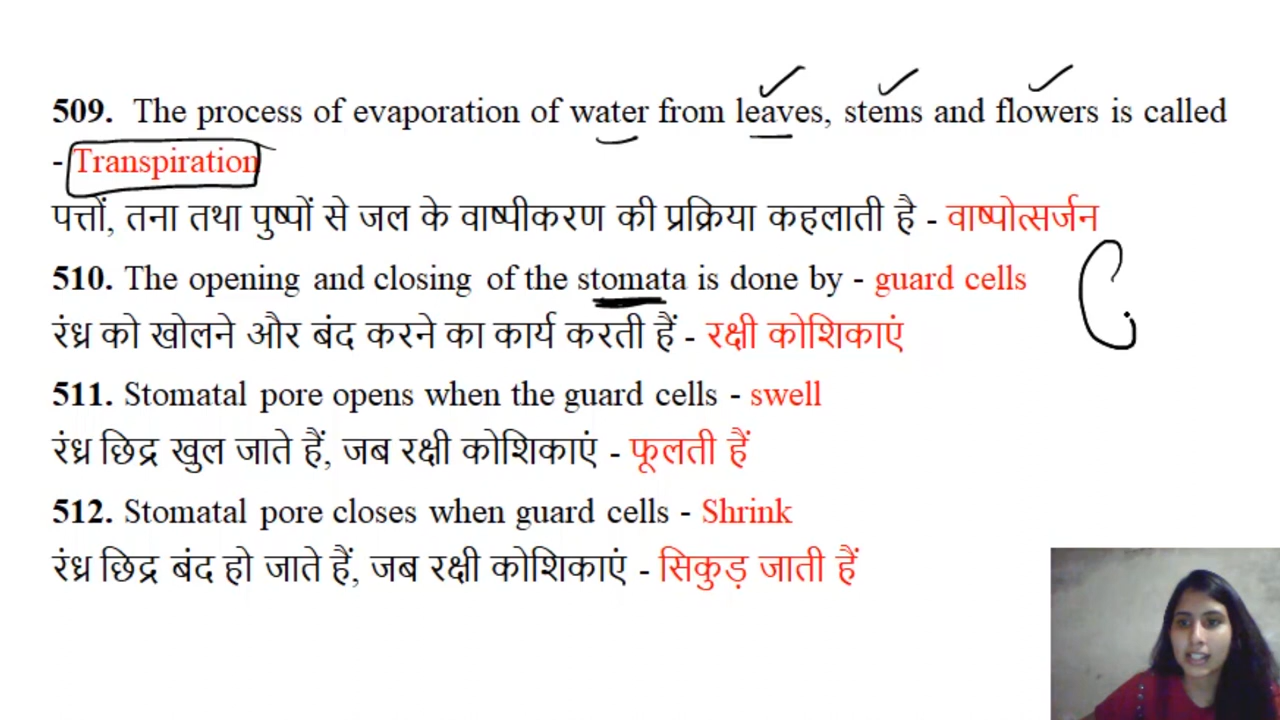 509. The process of evaporation of water from leaves, stems and flowers is called
- Transpiration
पत्तों, तना तथा पुष्पों से जल के वाष्पीकरण की प्रक्रिया कहलाती है - वाष्पोत्सर्जन
510. The opening and closing of the stomata is done by - guard cells
रंध्र को खोलने और बंद करने का कार्य करती हैं - रक्षी कोशिकाएं
511. Stomatal pore opens when the guard cells - swell
रंध्र छिद्र खुल जाते हैं, जब रक्षी कोशिकाएं - फूलती हैं
512. Stomatal pore closes when guard cells - Shrink
रंध्र छिद्र बंद हो जाते हैं, जब रक्षी कोशिकाएं - सिकुड़ जाती हैं